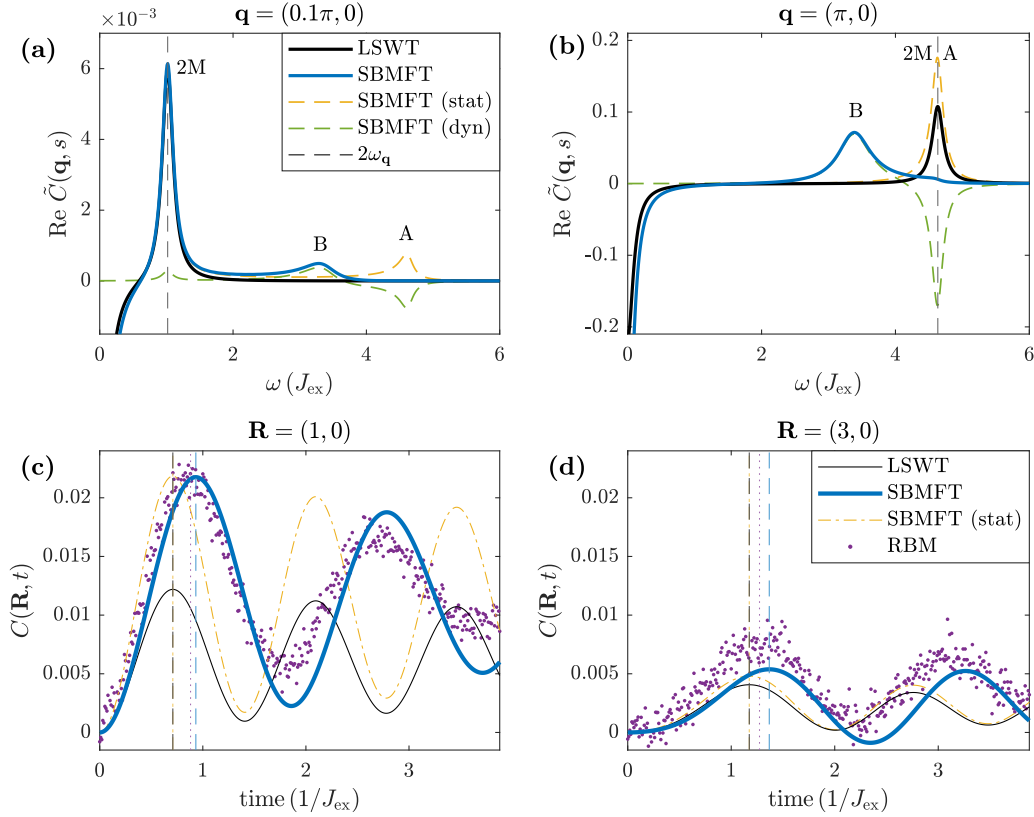 q = (0.1π, 0)
(a)
×10⁻³
6
4
2
0
Re C̃(q, s)
0
2
4
6
ω (J_ex)
2M
B
A
LSWT
SBMFT
SBMFT (stat)
SBMFT (dyn)
2ω_q
q = (π, 0)
(b)
0.2
0.1
0
-0.1
-0.2
Re C̃(q, s)
0
2
4
6
ω (J_ex)
B
2M
A
R = (1, 0)
(c)
0.02
0.015
0.01
0.005
0
C(R, t)
0
1
2
3
time (1/J_ex)
R = (3, 0)
(d)
0.02
0.015
0.01
0.005
0
C(R, t)
0
1
2
3
time (1/J_ex)
LSWT
SBMFT
SBMFT (stat)
RBM